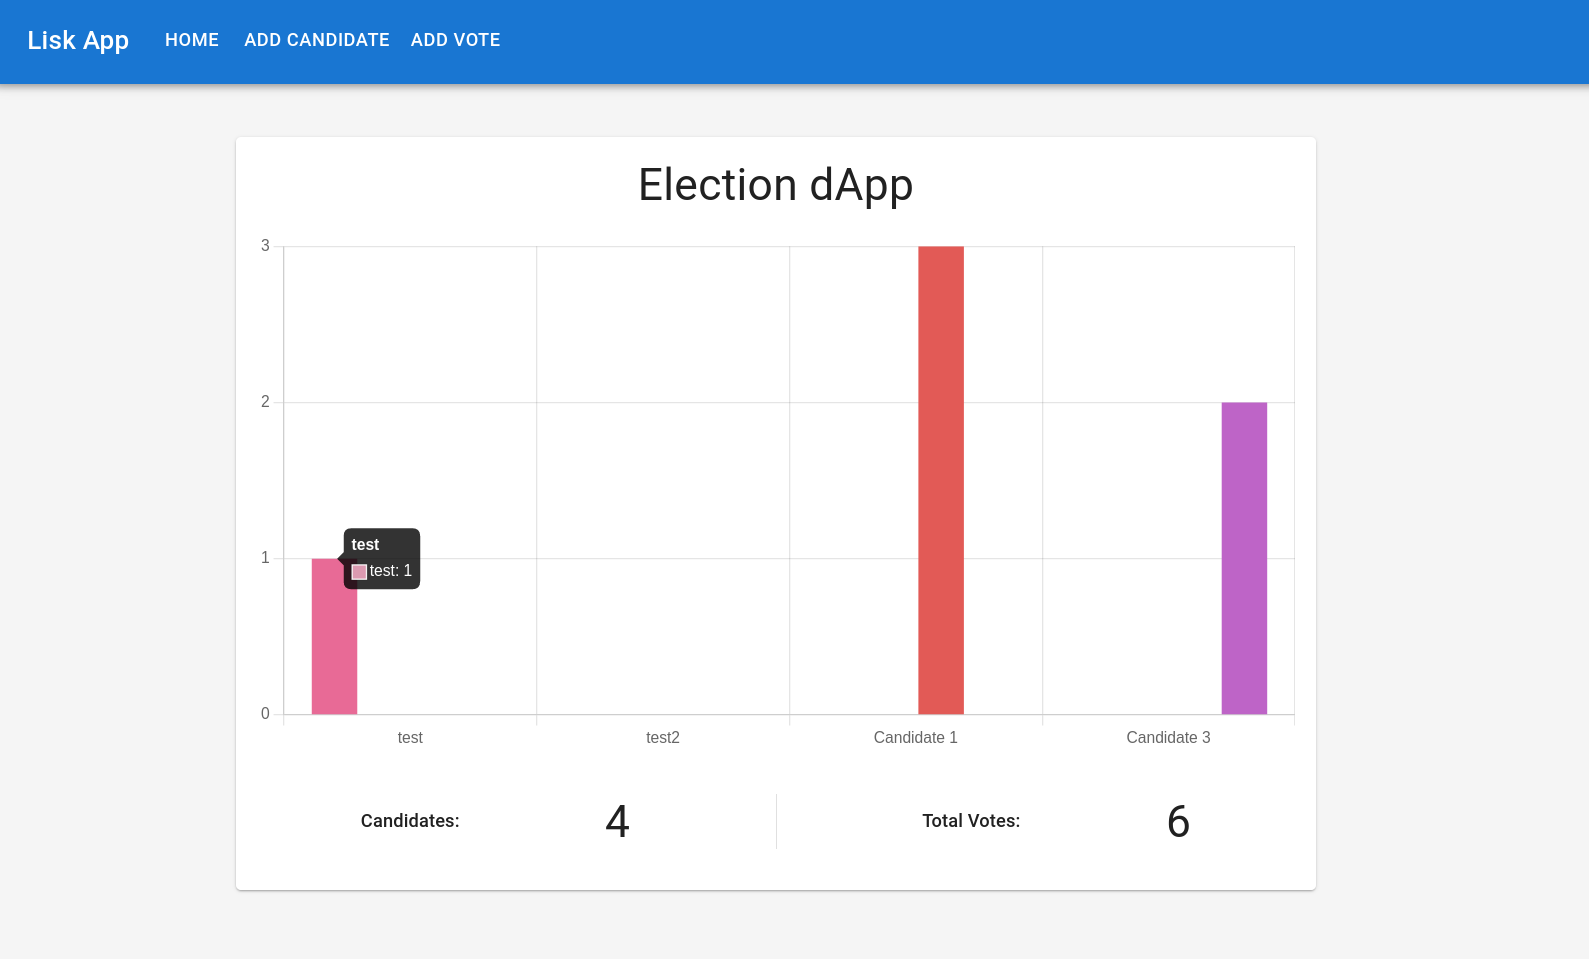 Lisk App HOME ADD CANDIDATE ADD VOTE
Election dApp
3
2
1
0
test
test: 1
test test2 Candidate 1 Candidate 3
Candidates: 4 Total Votes: 6